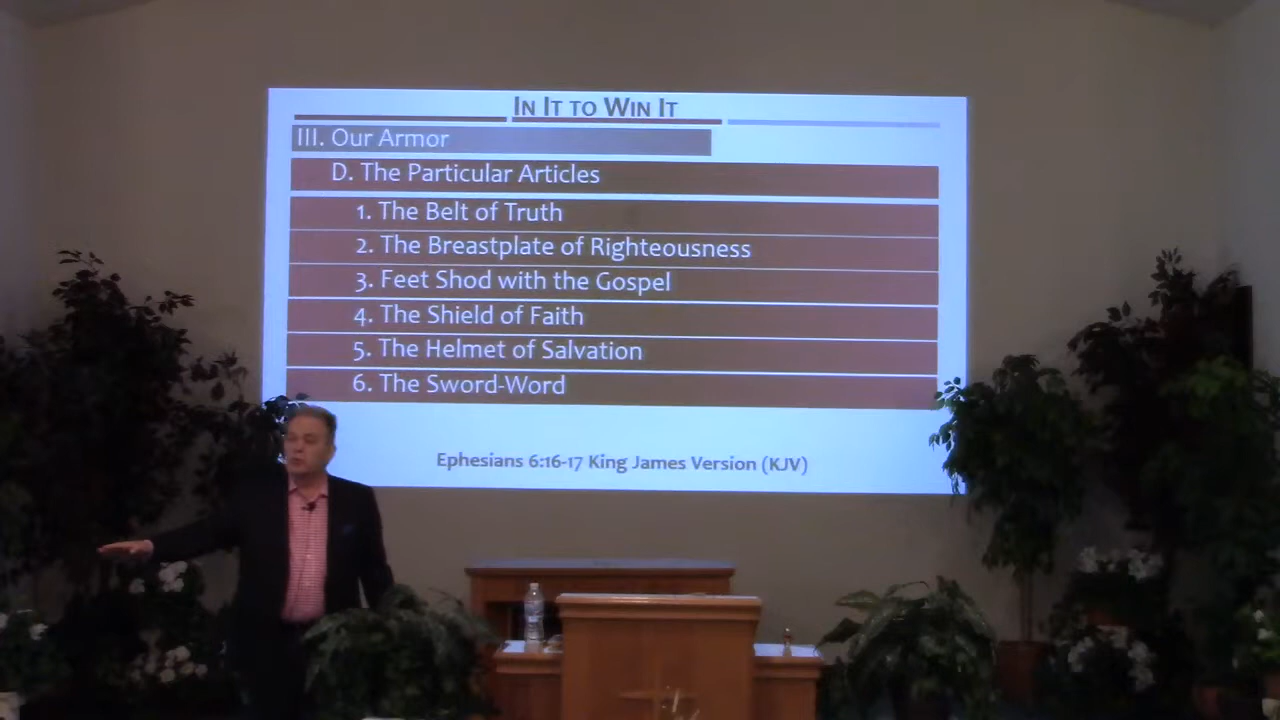 IN IT TO WIN IT
III. Our Armor
D. The Particular Articles
1. The Belt of Truth
2. The Breastplate of Righteousness
3. Feet Shod with the Gospel
4. The Shield of Faith
5. The Helmet of Salvation
6. The Sword-Word
Ephesians 6:16-17 King James Version (KJV)